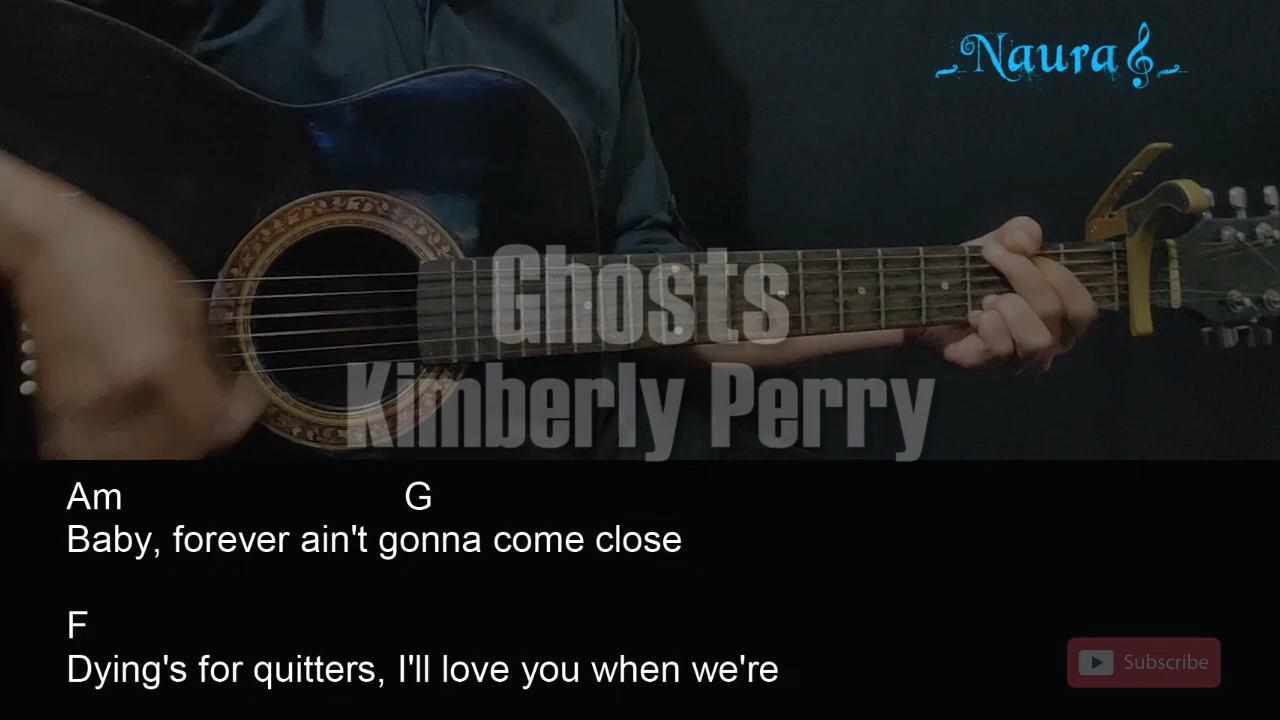 Naura
Ghosts
Kimberly Perry
Am G
Baby, forever ain't gonna come close
F
Dying's for quitters, I'll love you when we're
Subscribe